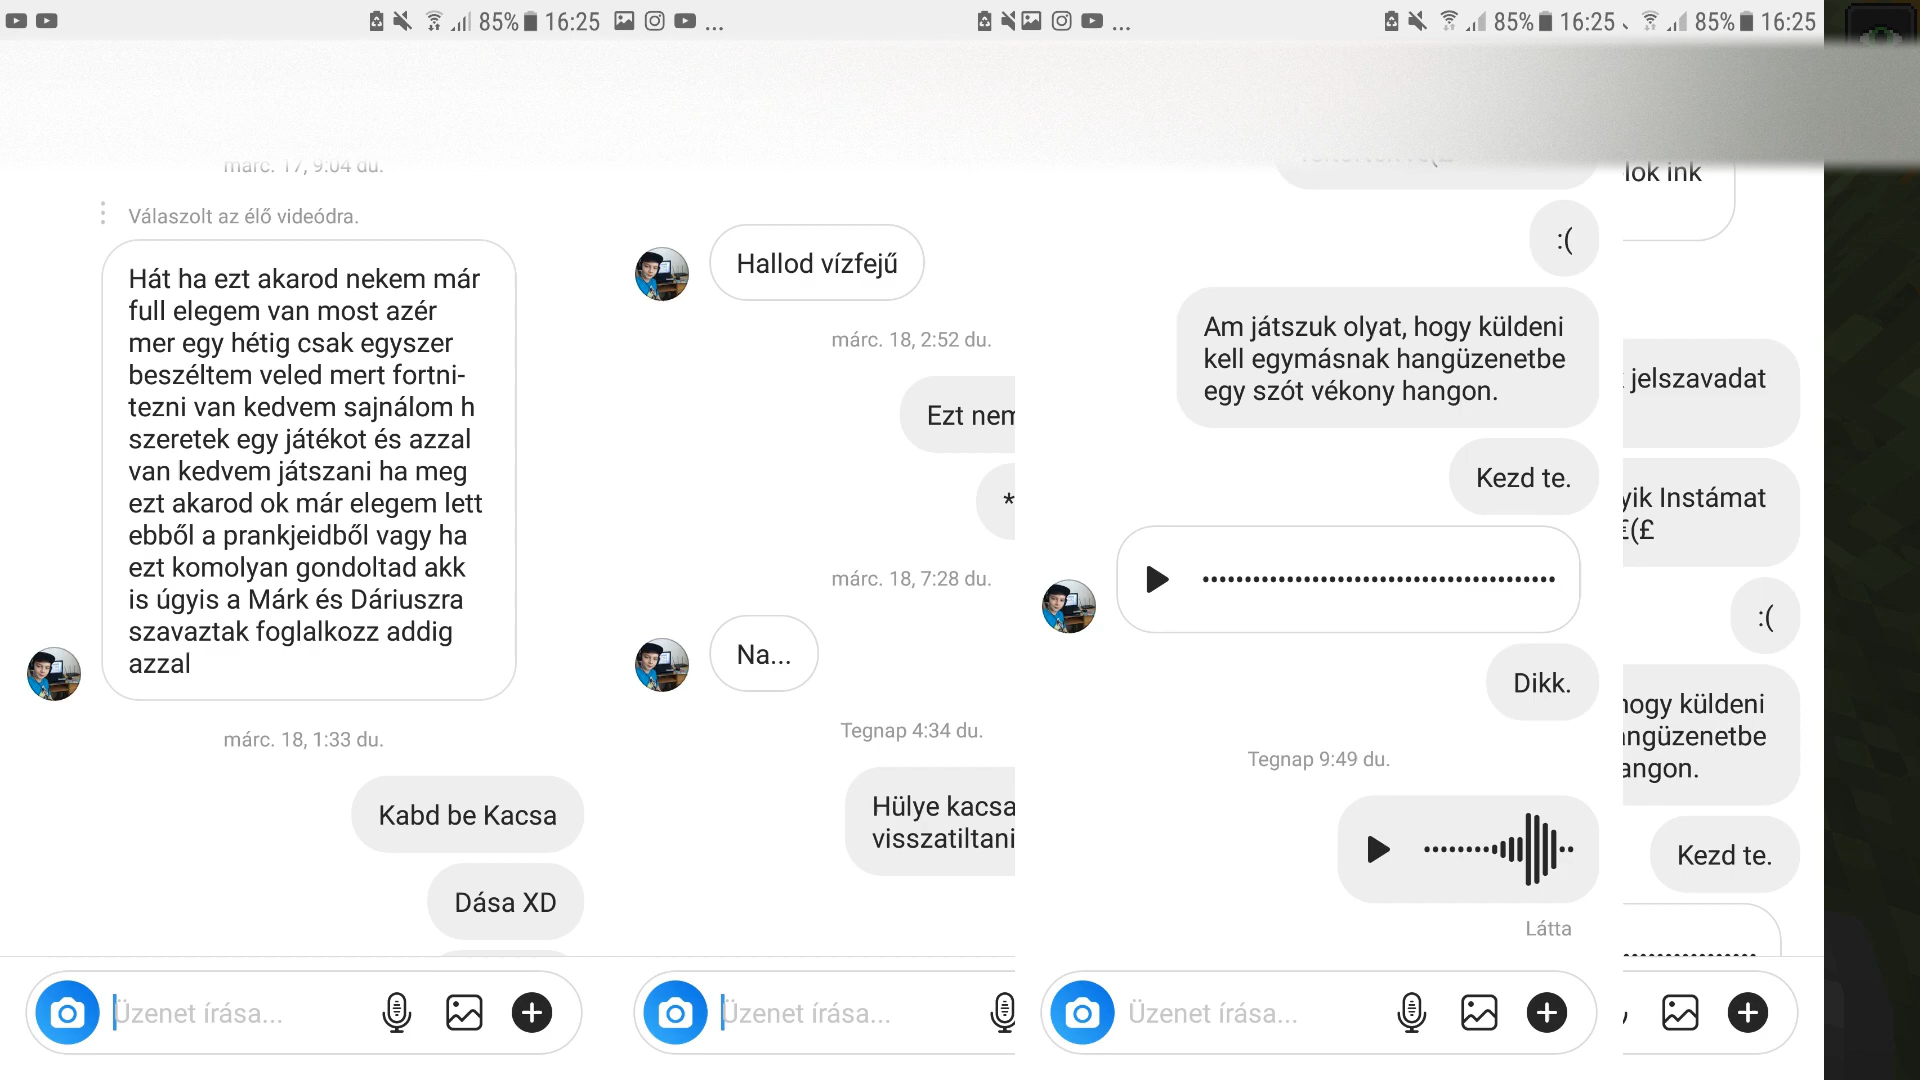 85% 16:25
...
márc. 17, 9:04 du.
Válaszolt az élő videódra.
Hát ha ezt akarod nekem már
full elegem van most azér
mer egy hétig csak egyszer
beszéltem veled mert fortni-
tezni van kedvem sajnálom h
szeretek egy játékot és azzal
van kedvem játszani ha meg
ezt akarod ok már elegem lett
ebből a prankjeidből vagy ha
ezt komolyan gondoltad akk
is úgyis a Márk és Dáriuszra
szavaztak foglalkozz addig
azzal
márc. 18, 1:33 du.
Kabd be Kacsa
Dása XD
Üzenet írása...
Hallod vízfejű
márc. 18, 2:52 du.
Ezt nem
*
márc. 18, 7:28 du.
Na...
Tegnap 4:34 du.
Hülye kacsa
visszatiltani
Üzenet írása...
...
85% 16:25
:(
Am játszuk olyat, hogy küldeni
kell egymásnak hangüzenetbe
egy szót vékony hangon.
Kezd te.
Dikk.
Tegnap 9:49 du.
Látta
Üzenet írása...
85% 16:25
lok ink
jelszavadat
yik Instámat
€(£
:(
hogy küldeni
angüzenetbe
angon.
Kezd te.